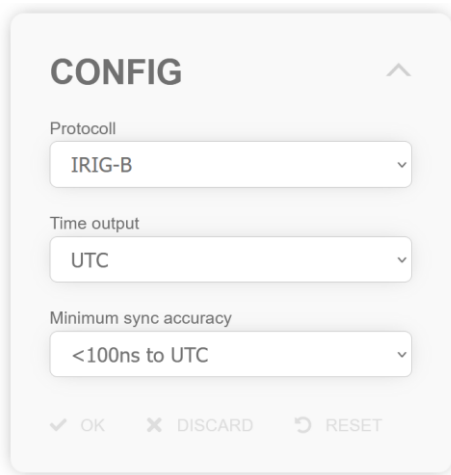 CONFIG
Protocoll
IRIG-B
Time output
UTC
Minimum sync accuracy
<100ns to UTC
OK DISCARD RESET